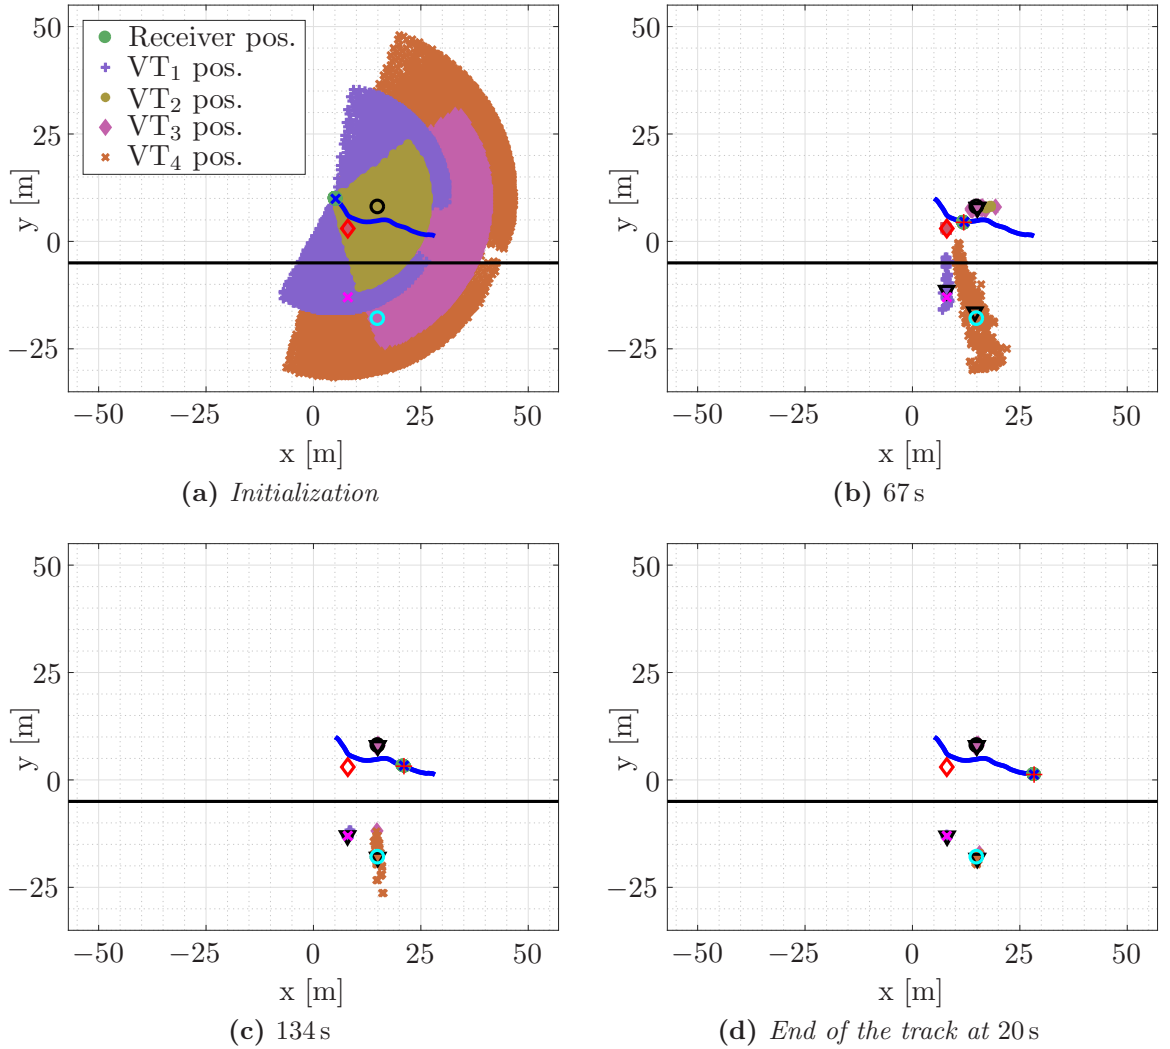 50
25
0
−25
y [m]
Receiver pos.
VT1 pos.
VT2 pos.
VT3 pos.
VT4 pos.
−50 −25 0 25 50
x [m]
(a) Initialization
50
25
0
−25
y [m]
−50 −25 0 25 50
x [m]
(b) 67 s
50
25
0
−25
y [m]
−50 −25 0 25 50
x [m]
(c) 134 s
50
25
0
−25
y [m]
−50 −25 0 25 50
x [m]
(d) End of the track at 20 s